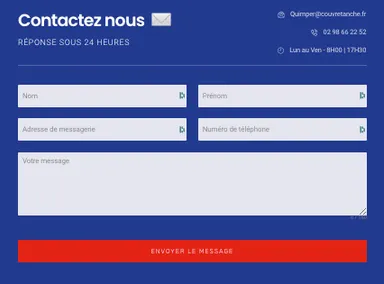 Contactez nous
RÉPONSE SOUS 24 HEURES
Quimper@couvretanche.fr
02 98 66 22 52
Lun au Ven - 8H00 | 17H30
Nom
Prénom
Adresse de messagerie
Numéro de téléphone
Votre message
ENVOYER LE MESSAGE